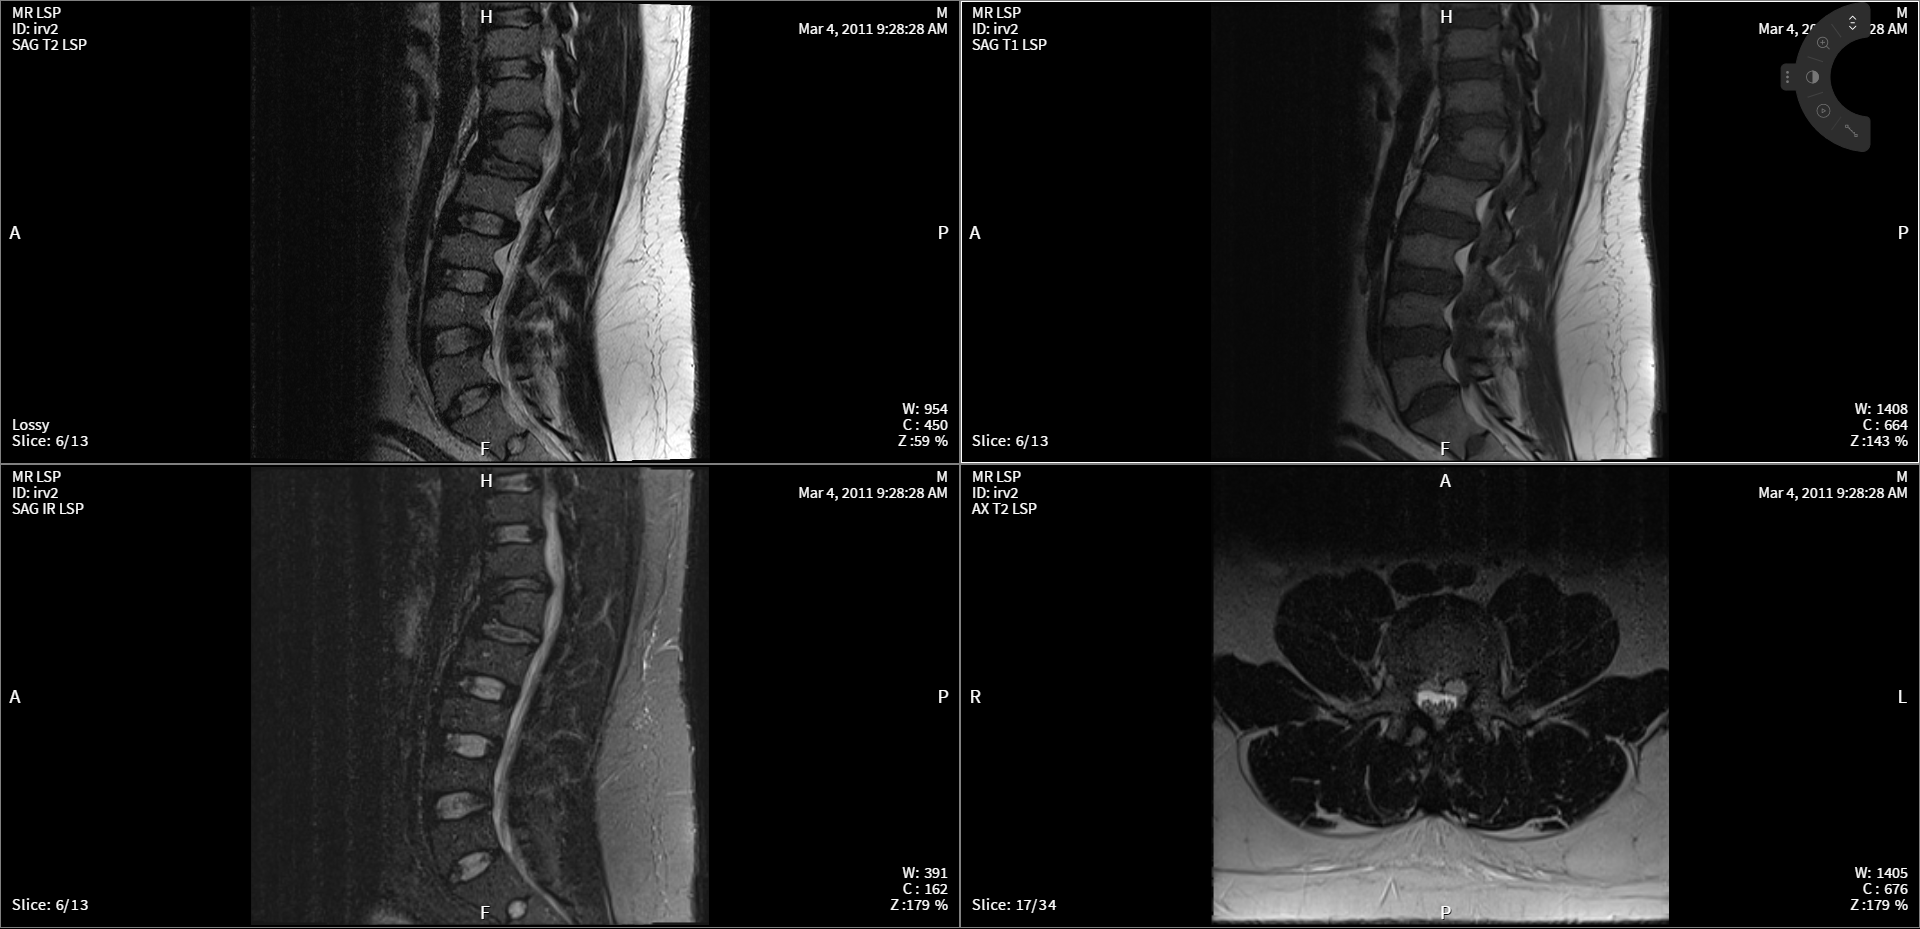 MR LSP
ID: irv2
SAG T2 LSP
H
M
Mar 4, 2011 9:28:28 AM
A
P
Lossy
Slice: 6/13
F
W: 954
C : 450
Z :59 %
MR LSP
ID: irv2
SAG T1 LSP
H
M
Mar 4, 2 28 AM
A
P
Slice: 6/13
F
W: 1408
C : 664
Z :143 %
MR LSP
ID: irv2
SAG IR LSP
H
M
Mar 4, 2011 9:28:28 AM
A
P
Slice: 6/13
F
W: 391
C : 162
Z :179 %
MR LSP
ID: irv2
AX T2 LSP
A
M
Mar 4, 2011 9:28:28 AM
R
L
Slice: 17/34
P
W: 1405
C : 676
Z :179 %